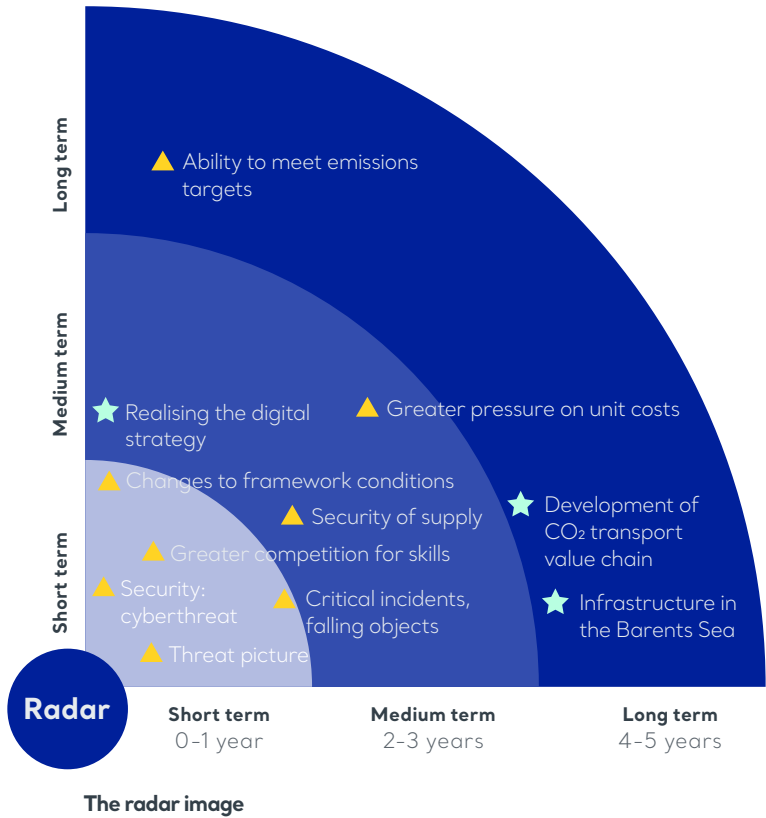 Long term
Ability to meet emissions
targets
Medium term
Realising the digital
strategy
Greater pressure on unit costs
Changes to framework conditions
Security of supply
Development of
CO₂ transport
value chain
Short term
Greater competition for skills
Security:
cyberthreat
Critical incidents,
falling objects
Infrastructure in
the Barents Sea
Threat picture
Radar
Short term
0-1 year
Medium term
2-3 years
Long term
4-5 years
The radar image